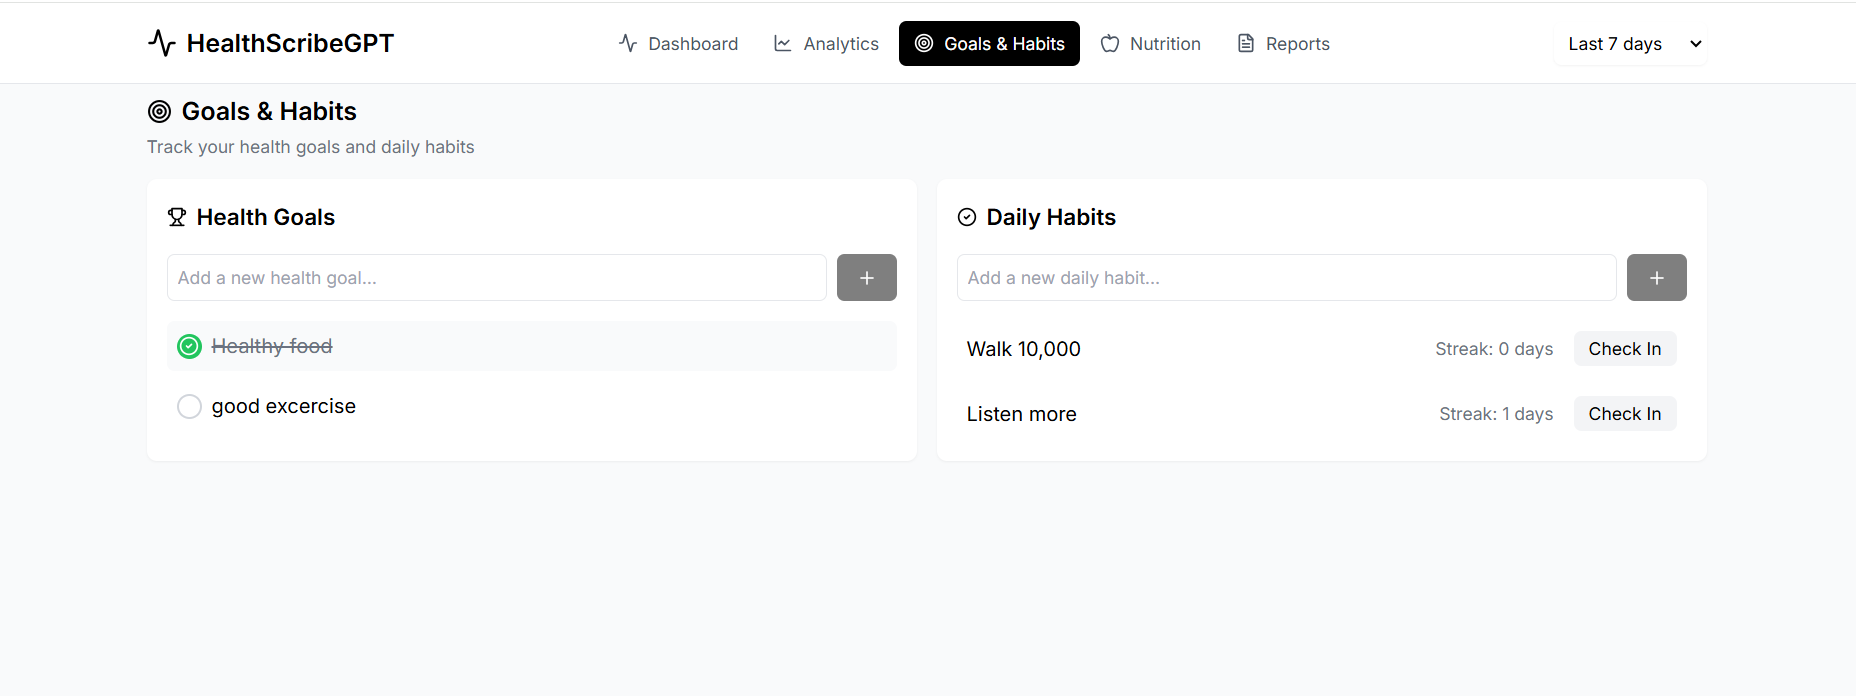 HealthScribeGPT
Dashboard
Analytics
Goals & Habits
Nutrition
Reports
Last 7 days
Goals & Habits
Track your health goals and daily habits
Health Goals
Add a new health goal...
+
Healthy food
good excercise
Daily Habits
Add a new daily habit...
+
Walk 10,000
Streak: 0 days
Check In
Listen more
Streak: 1 days
Check In